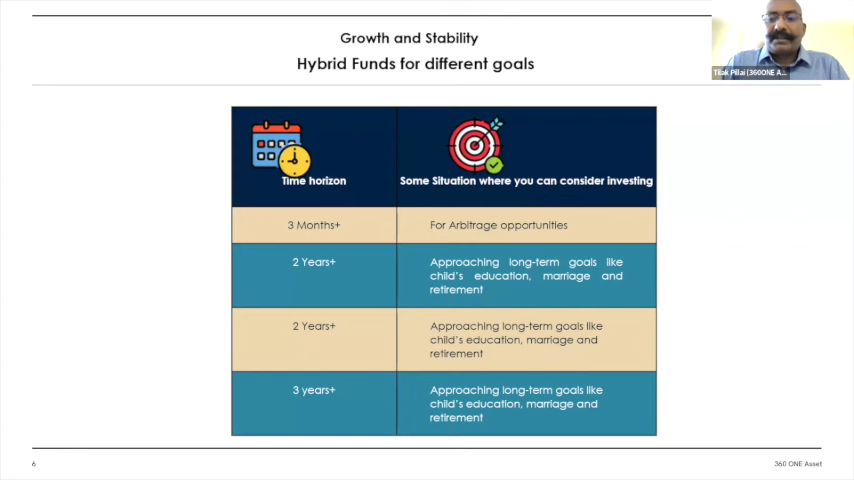 Growth and Stability
Hybrid Funds for different goals
Tilak Pillai (360ONE A...
Time horizon
Some Situation where you can consider investing
3 Months+
For Arbitrage opportunities
2 Years+
Approaching long-term goals like
child's education, marriage and
retirement
2 Years+
Approaching long-term goals like
child's education, marriage and
retirement
3 years+
Approaching long-term goals like
child's education, marriage and
retirement
6
360 ONE Asset